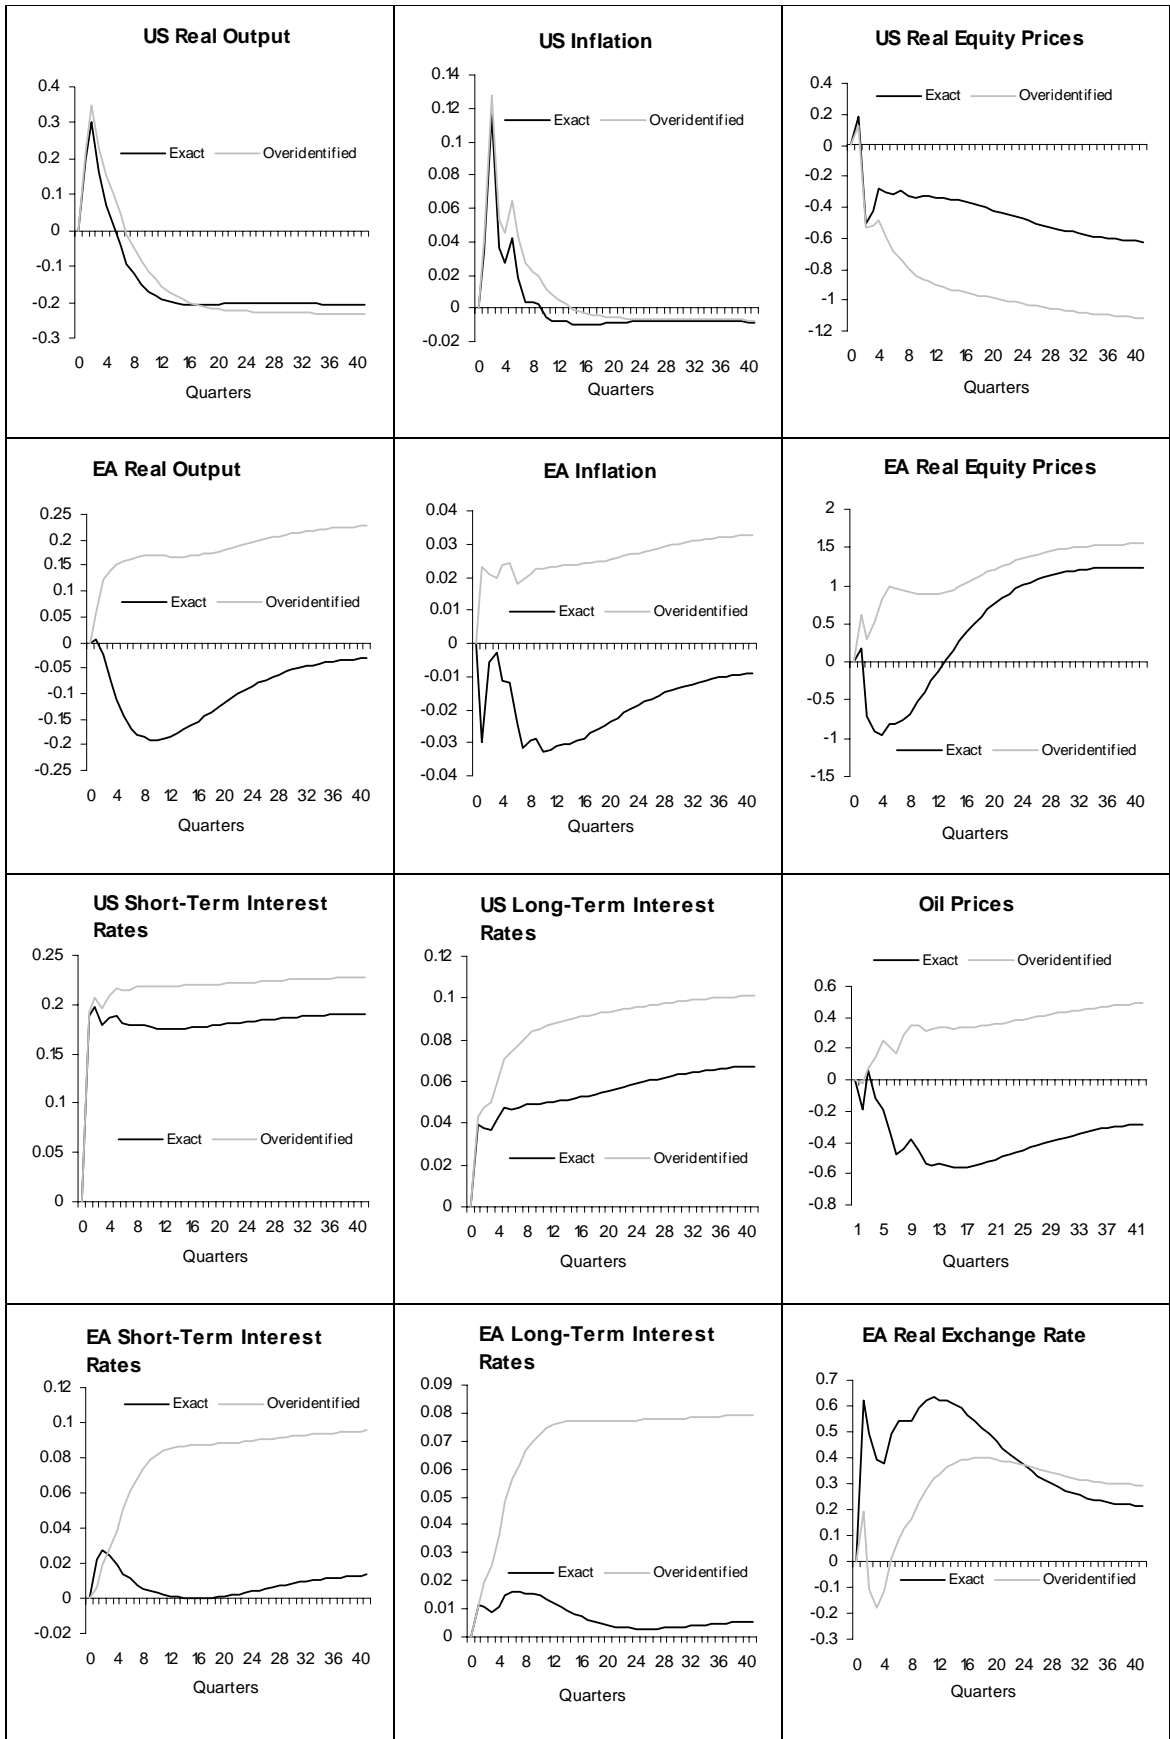 US Real Output
0.4
0.3
0.2
0.1
0
-0.1
-0.2
-0.3
Exact Overidentified
0 4 8 12 16 20 24 28 32 36 40
Quarters
US Inflation
0.14
0.12
0.1
0.08
0.06
0.04
0.02
0
-0.02
Exact Overidentified
0 4 8 12 16 20 24 28 32 36 40
Quarters
US Real Equity Prices
0.4
0.2
0
-0.2
-0.4
-0.6
-0.8
-1
-1.2
Exact Overidentified
0 4 8 12 16 20 24 28 32 36 40
Quarters
EA Real Output
0.25
0.2
0.15
0.1
0.05
0
-0.05
-0.1
-0.15
-0.2
-0.25
Exact Overidentified
0 4 8 12 16 20 24 28 32 36 40
Quarters
EA Inflation
0.04
0.03
0.02
0.01
0
-0.01
-0.02
-0.03
-0.04
Exact Overidentified
0 4 8 12 16 20 24 28 32 36 40
Quarters
EA Real Equity Prices
2
1.5
1
0.5
0
-0.5
-1
-1.5
Exact Overidentified
0 4 8 12 16 20 24 28 32 36 40
Quarters
US Short-Term Interest
Rates
0.25
0.2
0.15
0.1
0.05
0
Exact Overidentified
0 4 8 12 16 20 24 28 32 36 40
Quarters
US Long-Term Interest
Rates
0.12
0.1
0.08
0.06
0.04
0.02
0
Exact Overidentified
0 4 8 12 16 20 24 28 32 36 40
Quarters
Oil Prices
Exact Overidentified
0.6
0.4
0.2
0
-0.2
-0.4
-0.6
-0.8
1 5 9 13 17 21 25 29 33 37 41
Quarters
EA Short-Term Interest
Rates
0.12
0.1
0.08
0.06
0.04
0.02
0
-0.02
Exact Overidentified
0 4 8 12 16 20 24 28 32 36 40
Quarters
EA Long-Term Interest
Rates
0.09
0.08
0.07
0.06
0.05
0.04
0.03
0.02
0.01
0
Exact Overidentified
0 4 8 12 16 20 24 28 32 36 40
Quarters
EA Real Exchange Rate
0.7
0.6
0.5
0.4
0.3
0.2
0.1
0
-0.1
-0.2
-0.3
Exact Overidentified
0 4 8 12 16 20 24 28 32 36 40
Quarters